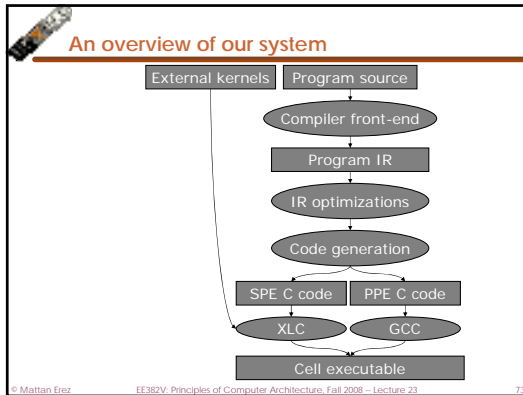 An overview of our system
External kernels Program source
Compiler front-end
Program IR
IR optimizations
Code generation
SPE C code PPE C code
XLC GCC
Cell executable
© Mattan Erez EE382V: Principles of Computer Architecture, Fall 2008 -- Lecture 23 73